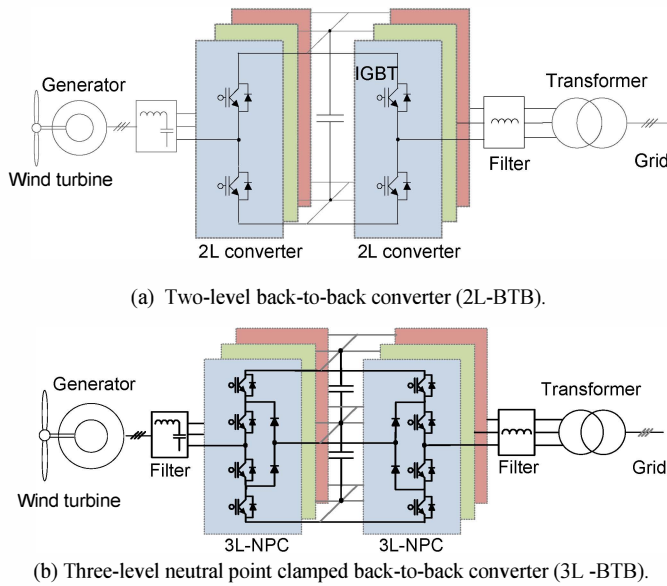 Generator
IGBT
Transformer
Wind turbine
Filter
Grid
2L converter
2L converter
(a) Two-level back-to-back converter (2L-BTB).
Generator
Transformer
Filter
Filter
Wind turbine
Grid
3L-NPC
3L-NPC
(b) Three-level neutral point clamped back-to-back converter (3L -BTB).